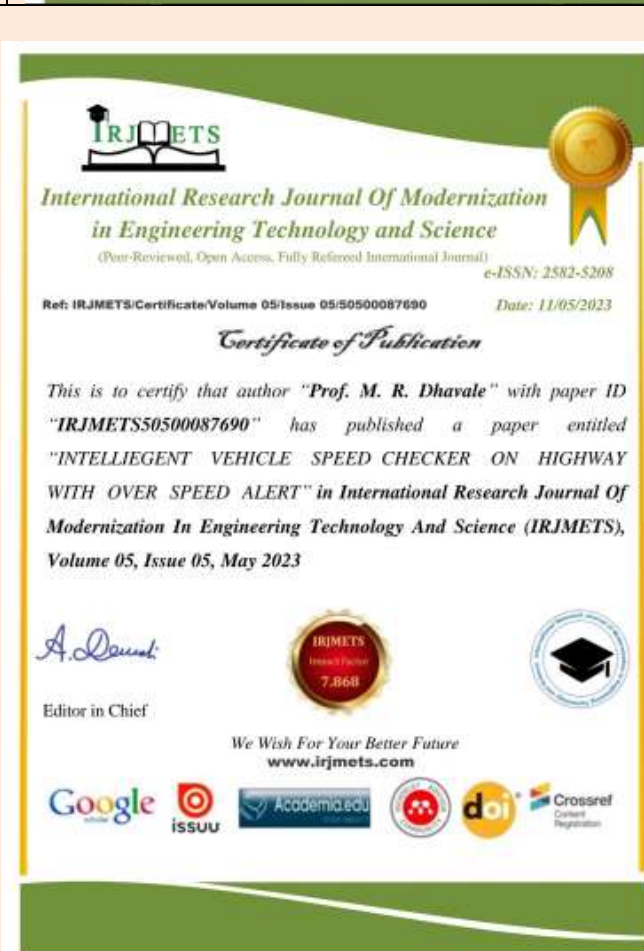 IRJMETS
International Research Journal Of Modernization
in Engineering Technology and Science
(Peer-Reviewed, Open Access, Fully Refereed International Journal)
e-ISSN: 2582-5208
Ref: IRJMETS/Certificate/Volume 05/Issue 05/50500087690
Date: 11/05/2023
Certificate of Publication
This is to certify that author "Prof. M. R. Dhavale" with paper ID
"IRJMETS50500087690" has published a paper entitled
"INTELLIEGENT VEHICLE SPEED CHECKER ON HIGHWAY
WITH OVER SPEED ALERT" in International Research Journal Of
Modernization In Engineering Technology And Science (IRJMETS),
Volume 05, Issue 05, May 2023
IRJMETS
Impact Factor
7.868
Editor in Chief
We Wish For Your Better Future
www.irjmets.com
Google
scholar
issuu
Academia.edu
doi
Crossref
Content
Registration